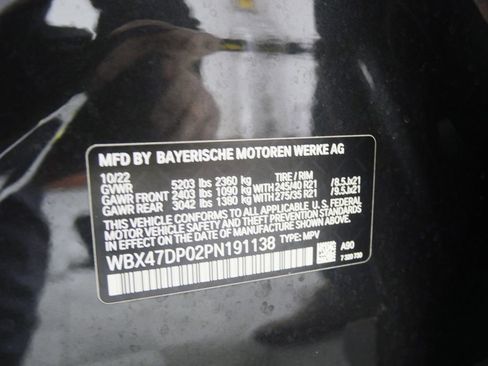 MFD BY BAYERISCHE MOTOREN WERKE AG
10/22 TIRE / RIM
GVWR 5203 lbs 2360 kg
GAWR FRONT 2403 lbs 1090 kg WITH 245/40 R21 /8.5Jx21
GAWR REAR 3042 lbs 1380 kg WITH 275/35 R21 /9.5Jx21
THIS VEHICLE CONFORMS TO ALL APPLICABLE U.S. FEDERAL
MOTOR VEHICLE SAFETY AND THEFT PREVENTION STANDARDS
IN EFFECT ON THE DATE OF MANUFACTURE SHOWN ABOVE.
WBX47DP02PN191138 TYPE: MPV A90